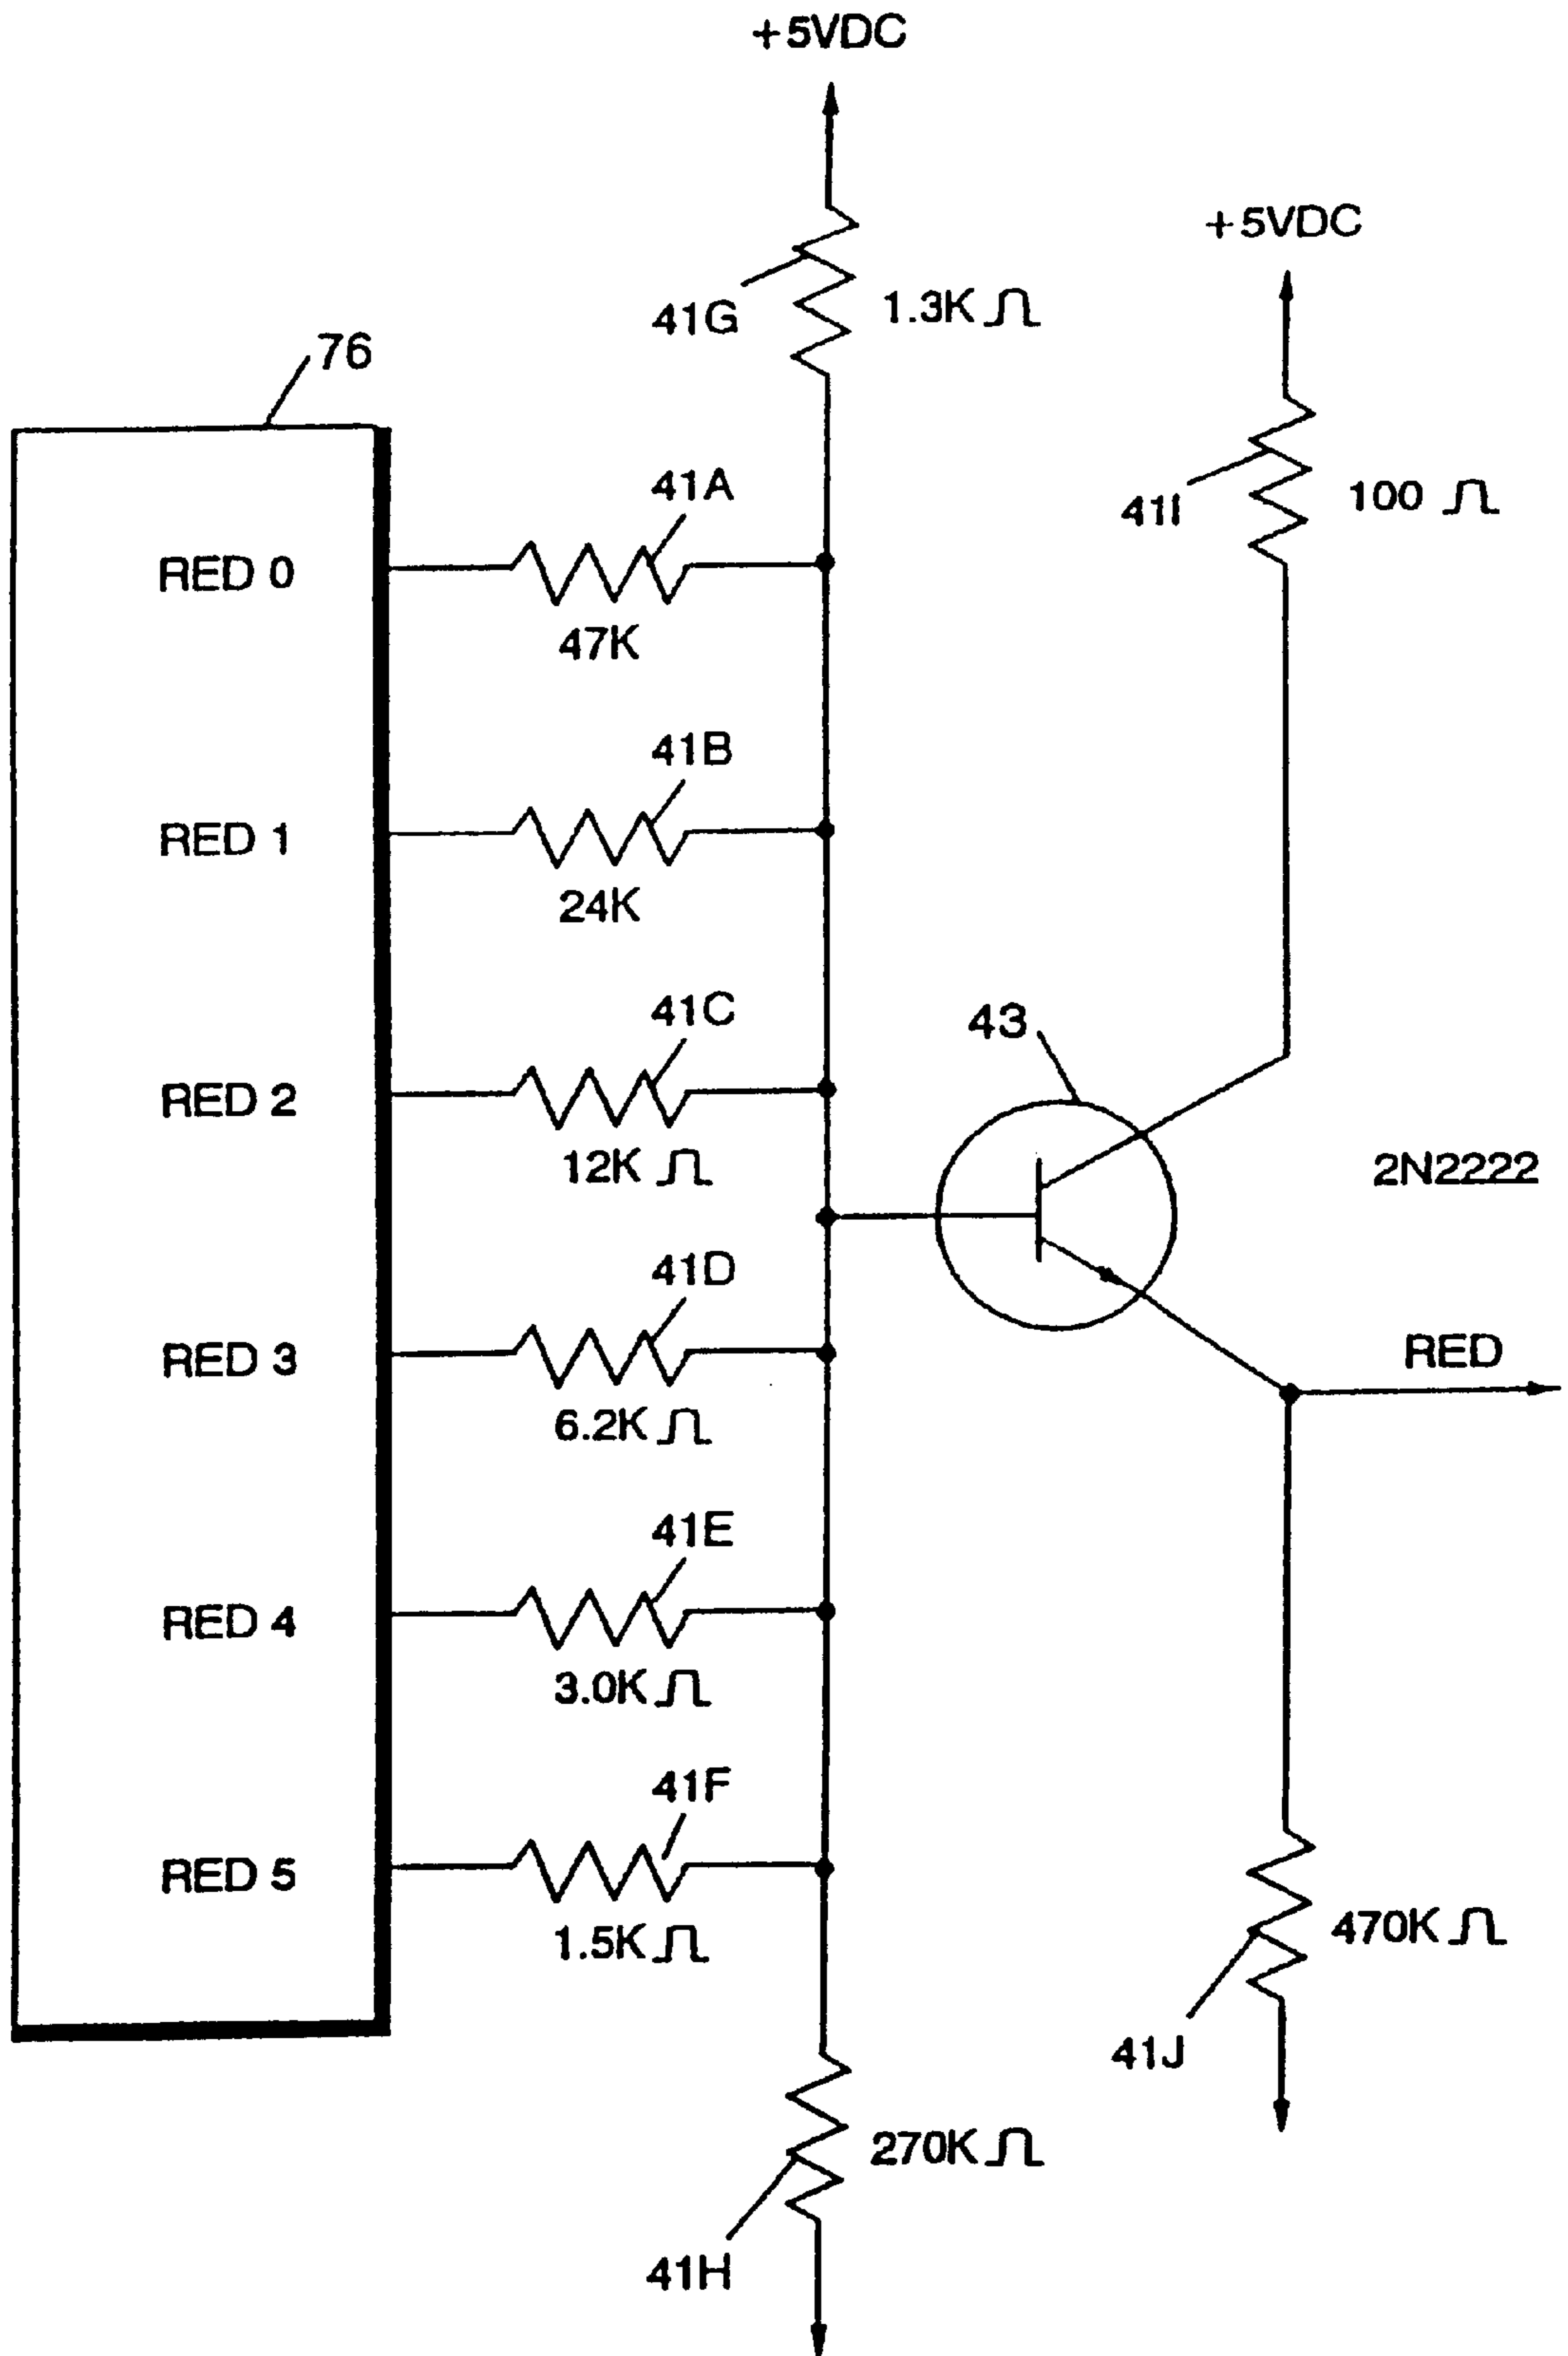 +5VDC
+5VDC
41G
1.3K Ω
76
41A
41I
100 Ω
RED 0
47K
41B
RED 1
24K
41C
43
RED 2
12K Ω
2N2222
41D
RED
RED 3
6.2K Ω
41E
RED 4
3.0K Ω
41F
RED 5
1.5K Ω
470K Ω
41J
270K Ω
41H